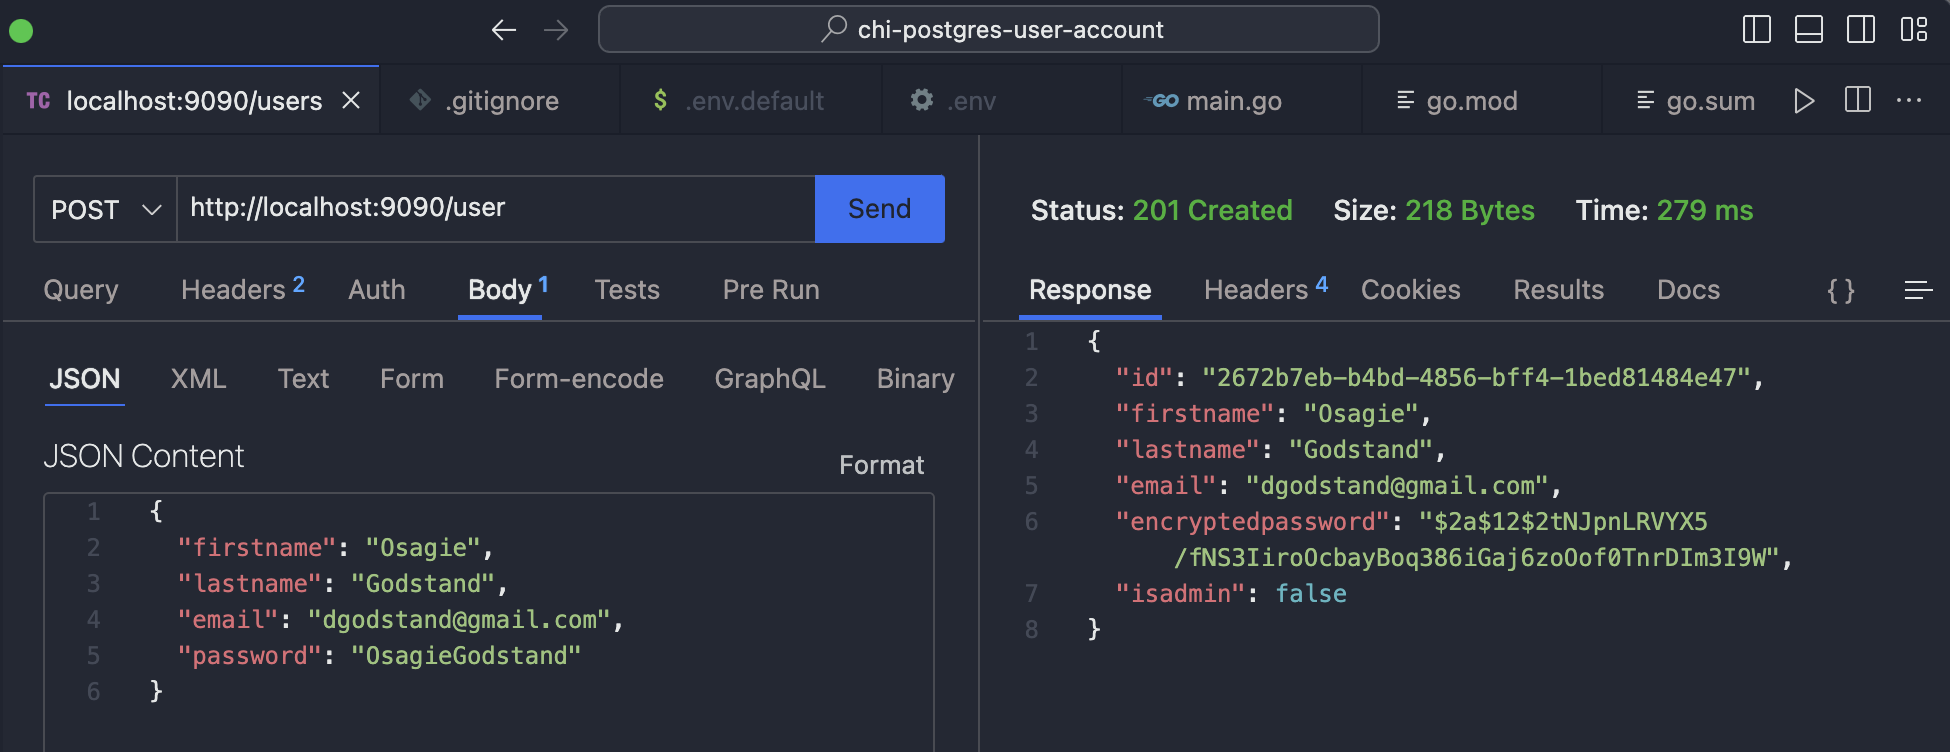 chi-postgres-user-account
TC localhost:9090/users
.gitignore
$ .env.default
.env
GO main.go
go.mod
go.sum
POST
http://localhost:9090/user
Send
Query
Headers 2
Auth
Body 1
Tests
Pre Run
JSON
XML
Text
Form
Form-encode
GraphQL
Binary
JSON Content
Format
1 {
2 "firstname": "Osagie",
3 "lastname": "Godstand",
4 "email": "dgodstand@gmail.com",
5 "password": "OsagieGodstand"
6 }
Status: 201 Created Size: 218 Bytes Time: 279 ms
Response
Headers 4
Cookies
Results
Docs
{ }
1 {
2 "id": "2672b7eb-b4bd-4856-bff4-1bed81484e47",
3 "firstname": "Osagie",
4 "lastname": "Godstand",
5 "email": "dgodstand@gmail.com",
6 "encryptedpassword": "$2a$12$2tNJpnLRVYX5
/fNS3IiroOcbayBoq386iGaj6zoOof0TnrDIm3I9W",
7 "isadmin": false
8 }